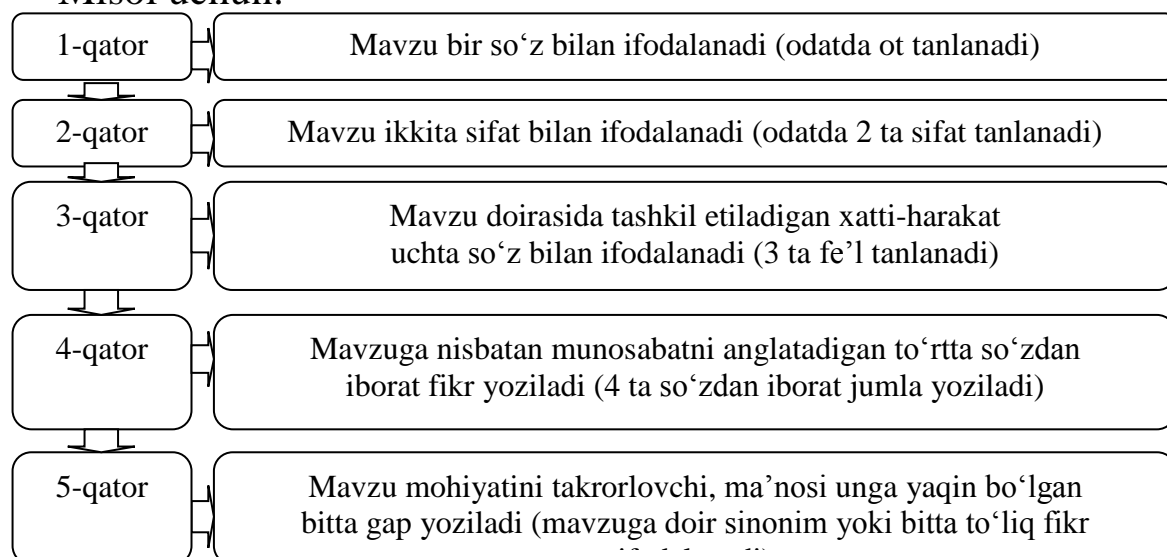 1-qator
Mavzu bir so‘z bilan ifodalanadi (odatda ot tanlanadi)
2-qator
Mavzu ikkita sifat bilan ifodalanadi (odatda 2 ta sifat tanlanadi)
3-qator
Mavzu doirasida tashkil etiladigan xatti-harakat
uchta so‘z bilan ifodalanadi (3 ta fe’l tanlanadi)
4-qator
Mavzuga nisbatan munosabatni anglatadigan to‘rtta so‘zdan
iborat fikr yoziladi (4 ta so‘zdan iborat jumla yoziladi)
5-qator
Mavzu mohiyatini takrorlovchi, ma’nosi unga yaqin bo‘lgan
bitta gap yoziladi (mavzuga doir sinonim yoki bitta to‘liq fikr